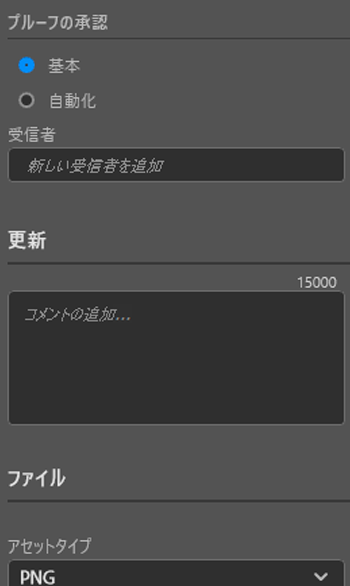 プルーフの承認
基本
自動化
受信者
新しい受信者を追加
更新
15000
コメントの追加...
ファイル
アセットタイプ
PNG